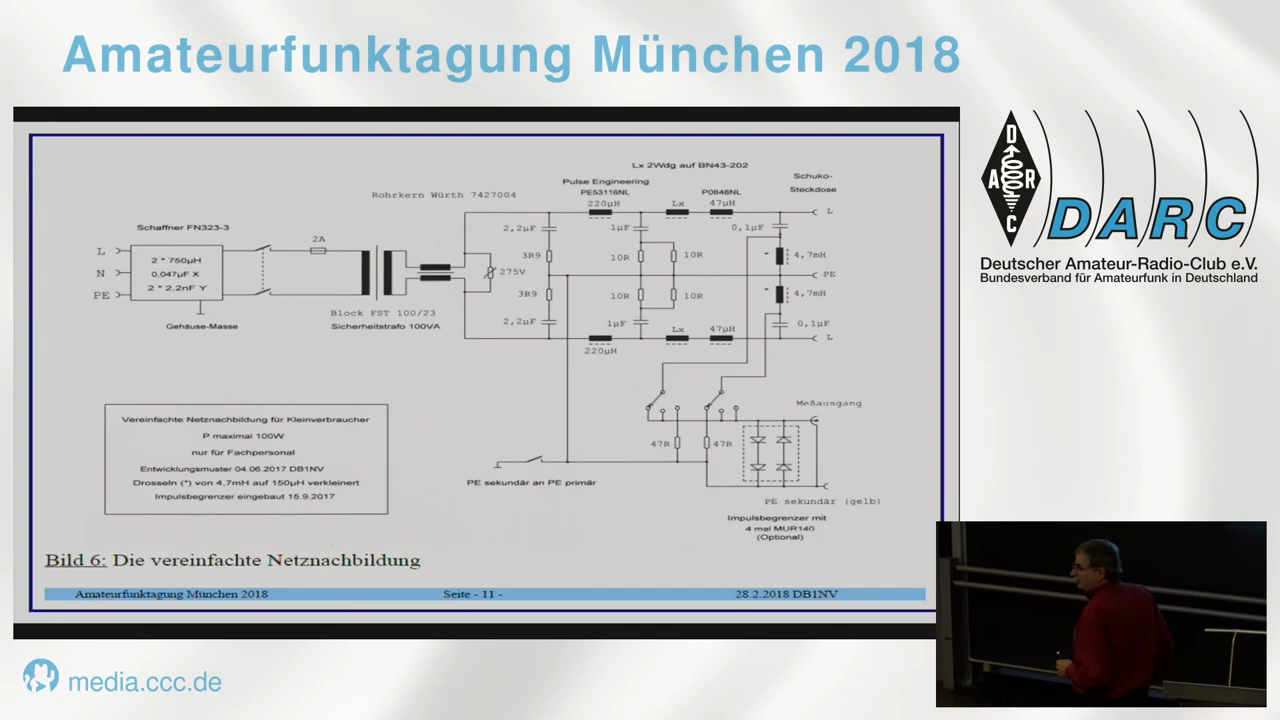 Amateurfunktagung München 2018
Lx 2Wdg auf BN43-202
Pulse Engineering
PE53116NL
P0848NL
Schuko-
Steckdose
Rohrkern Würth 7427004
220µH
Lx
47µH
L
Schaffner FN323-3
2,2µF
1µF
0,1µF
2A
L
N
PE
2 * 750µH
0,047µF X
2 * 2,2nF Y
3R9
10R
10R
* 4,7mH
275V
PE
3R9
10R
10R
* 4,7mH
Block FST 100/23
Sicherheitstrafo 100VA
Gehäuse-Masse
2,2µF
1µF
Lx
47µH
0,1µF
L
220µH
Meßausgang
47R
47R
Vereinfachte Netznachbildung für Kleinverbraucher
P maximal 100W
nur für Fachpersonal
Entwicklungsmuster 04.06.2017 DB1NV
Drosseln (*) von 4,7mH auf 150µH verkleinert
Impulsbegrenzer eingebaut 15.9.2017
PE sekundär an PE primär
PE sekundär (gelb)
Impulsbegrenzer mit
4 mal MUR140
(Optional)
Bild 6: Die vereinfachte Netznachbildung
Amateurfunktagung München 2018 Seite - 11 - 28.2.2018 DB1NV
D
A R
C
DARC
Deutscher Amateur-Radio-Club e.V.
Bundesverband für Amateurfunk in Deutschland
media.ccc.de